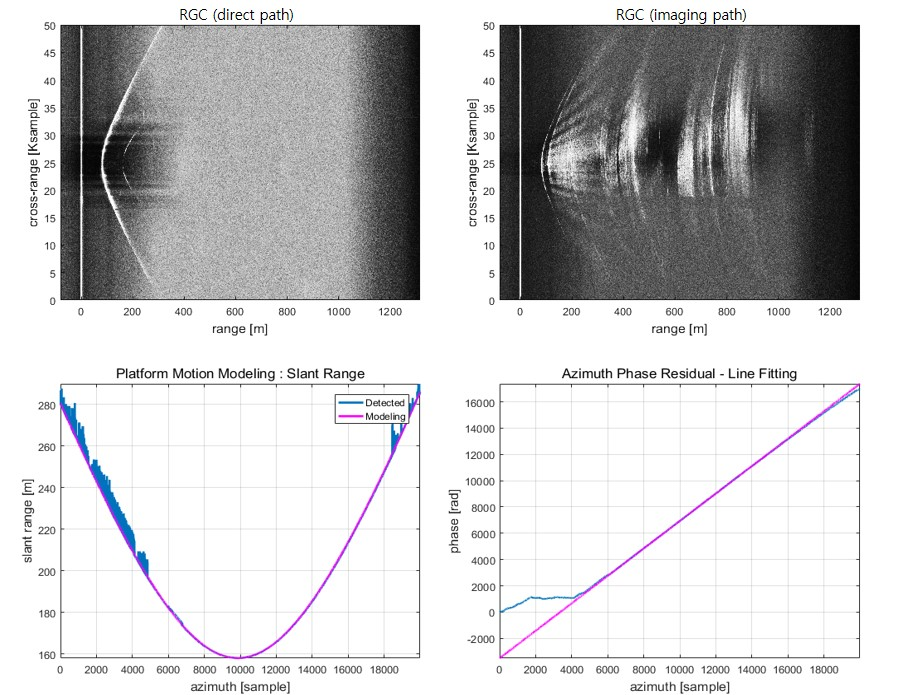 RGC (direct path)
50
45
40
35
30
25
20
15
10
5
0
cross-range [Ksample]
0 200 400 600 800 1000 1200
range [m]
RGC (imaging path)
50
45
40
35
30
25
20
15
10
5
0
cross-range [Ksample]
0 200 400 600 800 1000 1200
range [m]
Platform Motion Modeling : Slant Range
280
260
240
220
200
180
160
slant range [m]
Detected
Modeling
0 2000 4000 6000 8000 10000 12000 14000 16000 18000
azimuth [sample]
Azimuth Phase Residual - Line Fitting
16000
14000
12000
10000
8000
6000
4000
2000
0
-2000
phase [rad]
0 2000 4000 6000 8000 10000 12000 14000 16000 18000
azimuth [sample]